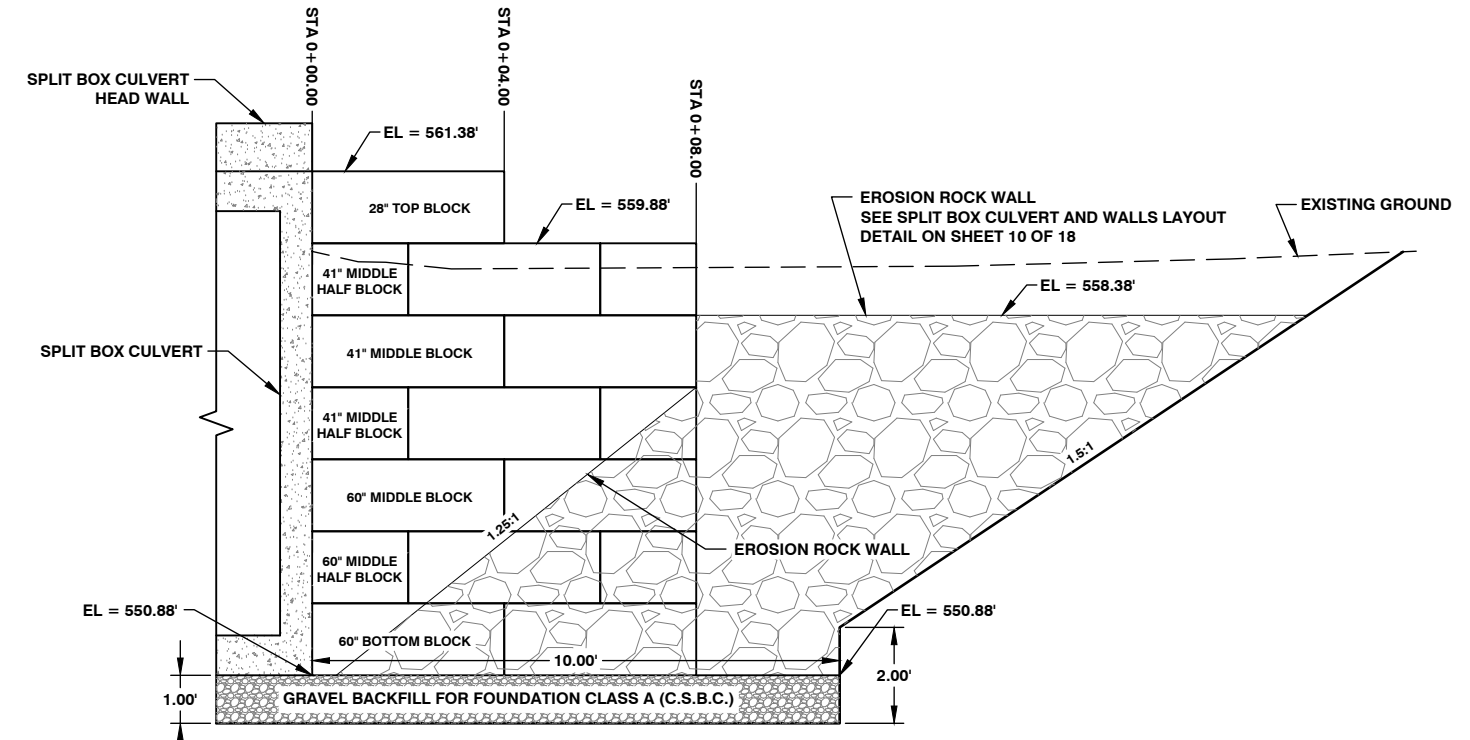 STA 0+00.00
STA 0+04.00
STA 0+08.00
SPLIT BOX CULVERT
HEAD WALL
EL = 561.38'
28" TOP BLOCK
EL = 559.88'
EROSION ROCK WALL
SEE SPLIT BOX CULVERT AND WALLS LAYOUT
DETAIL ON SHEET 10 OF 18
EXISTING GROUND
41" MIDDLE
HALF BLOCK
EL = 558.38'
SPLIT BOX CULVERT
41" MIDDLE BLOCK
41" MIDDLE
HALF BLOCK
1.5:1
60" MIDDLE BLOCK
1.25:1
EROSION ROCK WALL
60" MIDDLE
HALF BLOCK
EL = 550.88'
EL = 550.88'
60" BOTTOM BLOCK
10.00'
2.00'
1.00'
GRAVEL BACKFILL FOR FOUNDATION CLASS A (C.S.B.C.)